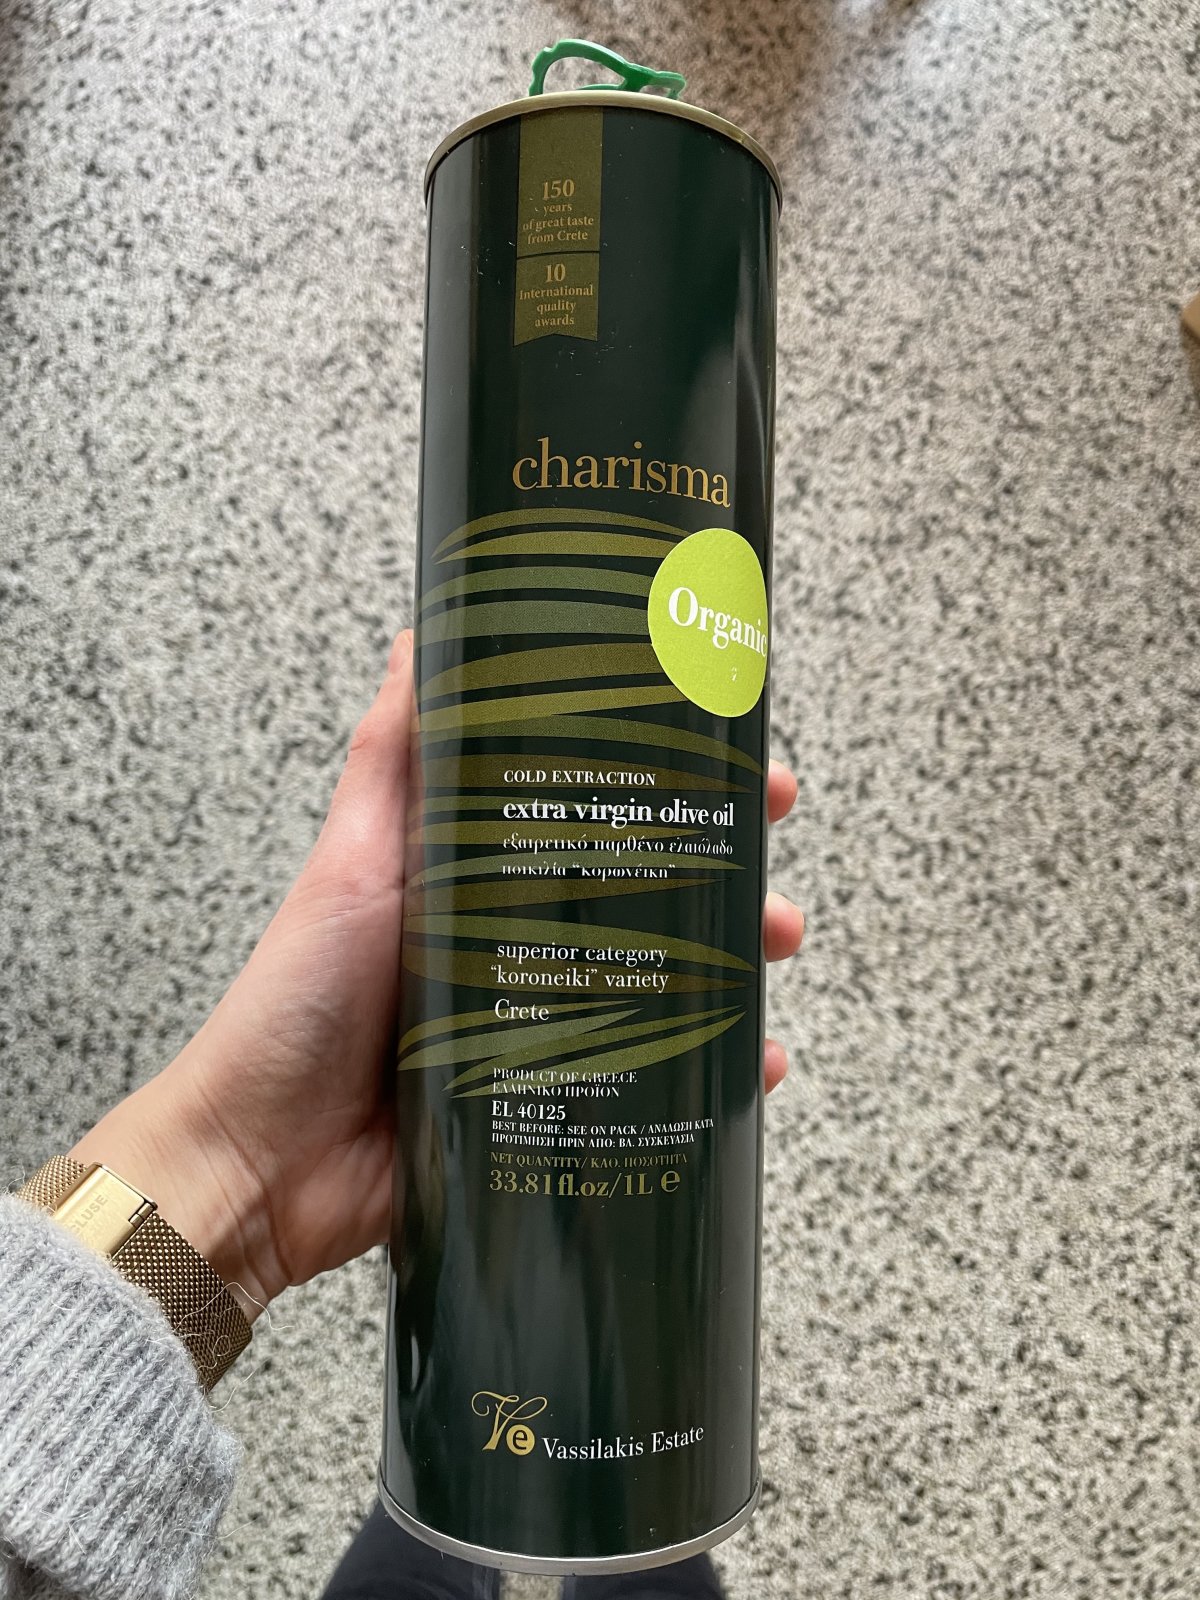 150
years
of great taste
from Crete
10
International
quality
awards
charisma
Organic
COLD EXTRACTION
extra virgin olive oil
εξαιρετικό παρθένο ελαιόλαδο
ποικιλία "κορωνέικη"
superior category
"koroneiki" variety
Crete
PRODUCT OF GREECE
ΕΛΛΗΝΙΚΟ ΠΡΟΪΟΝ
EL 40125
BEST BEFORE: SEE ON PACK / ΑΝΑΛΩΣΗ ΚΑΤΑ
ΠΡΟΤΙΜΗΣΗ ΠΡΙΝ ΑΠΟ: ΒΛ. ΣΥΣΚΕΥΑΣΙΑ
NET QUANTITY/ ΚΑΘ. ΠΟΣΟΤΗΤΑ
33.81fl.oz/1L e
CLUSE
Ve Vassilakis Estate